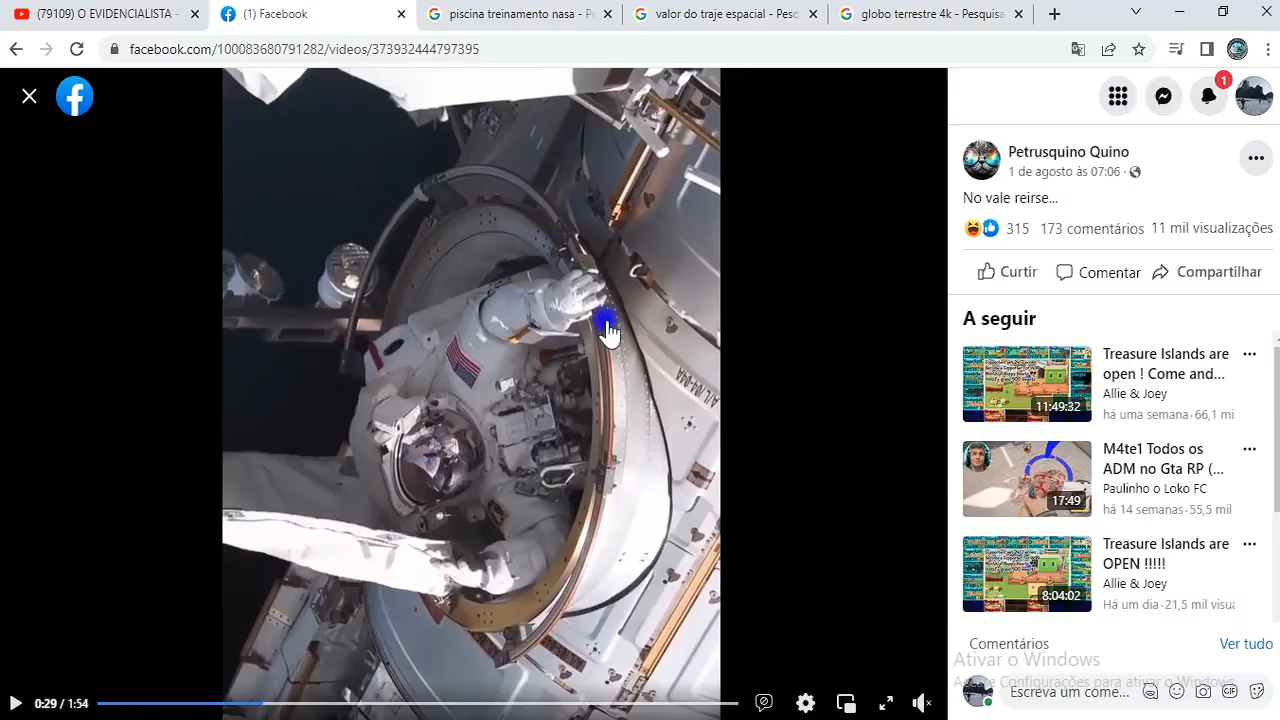 (79109) O EVIDENCIALISTA -
(1) Facebook
piscina treinamento nasa - Pe
valor do traje espacial - Pesq
globo terrestre 4k - Pesquisa
facebook.com/100083680791282/videos/373932444797395
1
Petrusquino Quino
1 de agosto às 07:06
No vale reirse...
315 173 comentários 11 mil visualizações
Curtir Comentar Compartilhar
A seguir
Treasure Islands are
open ! Come and...
Allie & Joey
há uma semana · 66,1 mi
11:49:32
M4te1 Todos os
ADM no Gta RP (...
Paulinho o Loko FC
há 14 semanas · 55,5 mil
17:49
Treasure Islands are
OPEN !!!!!
Allie & Joey
Há um dia · 21,5 mil visua
8:04:02
Comentários Ver tudo
Ativar o Windows
Acesse Configurações para ativar o Windows.
Escreva um come...
GIF
0:29 / 1:54
A/L/04-04A